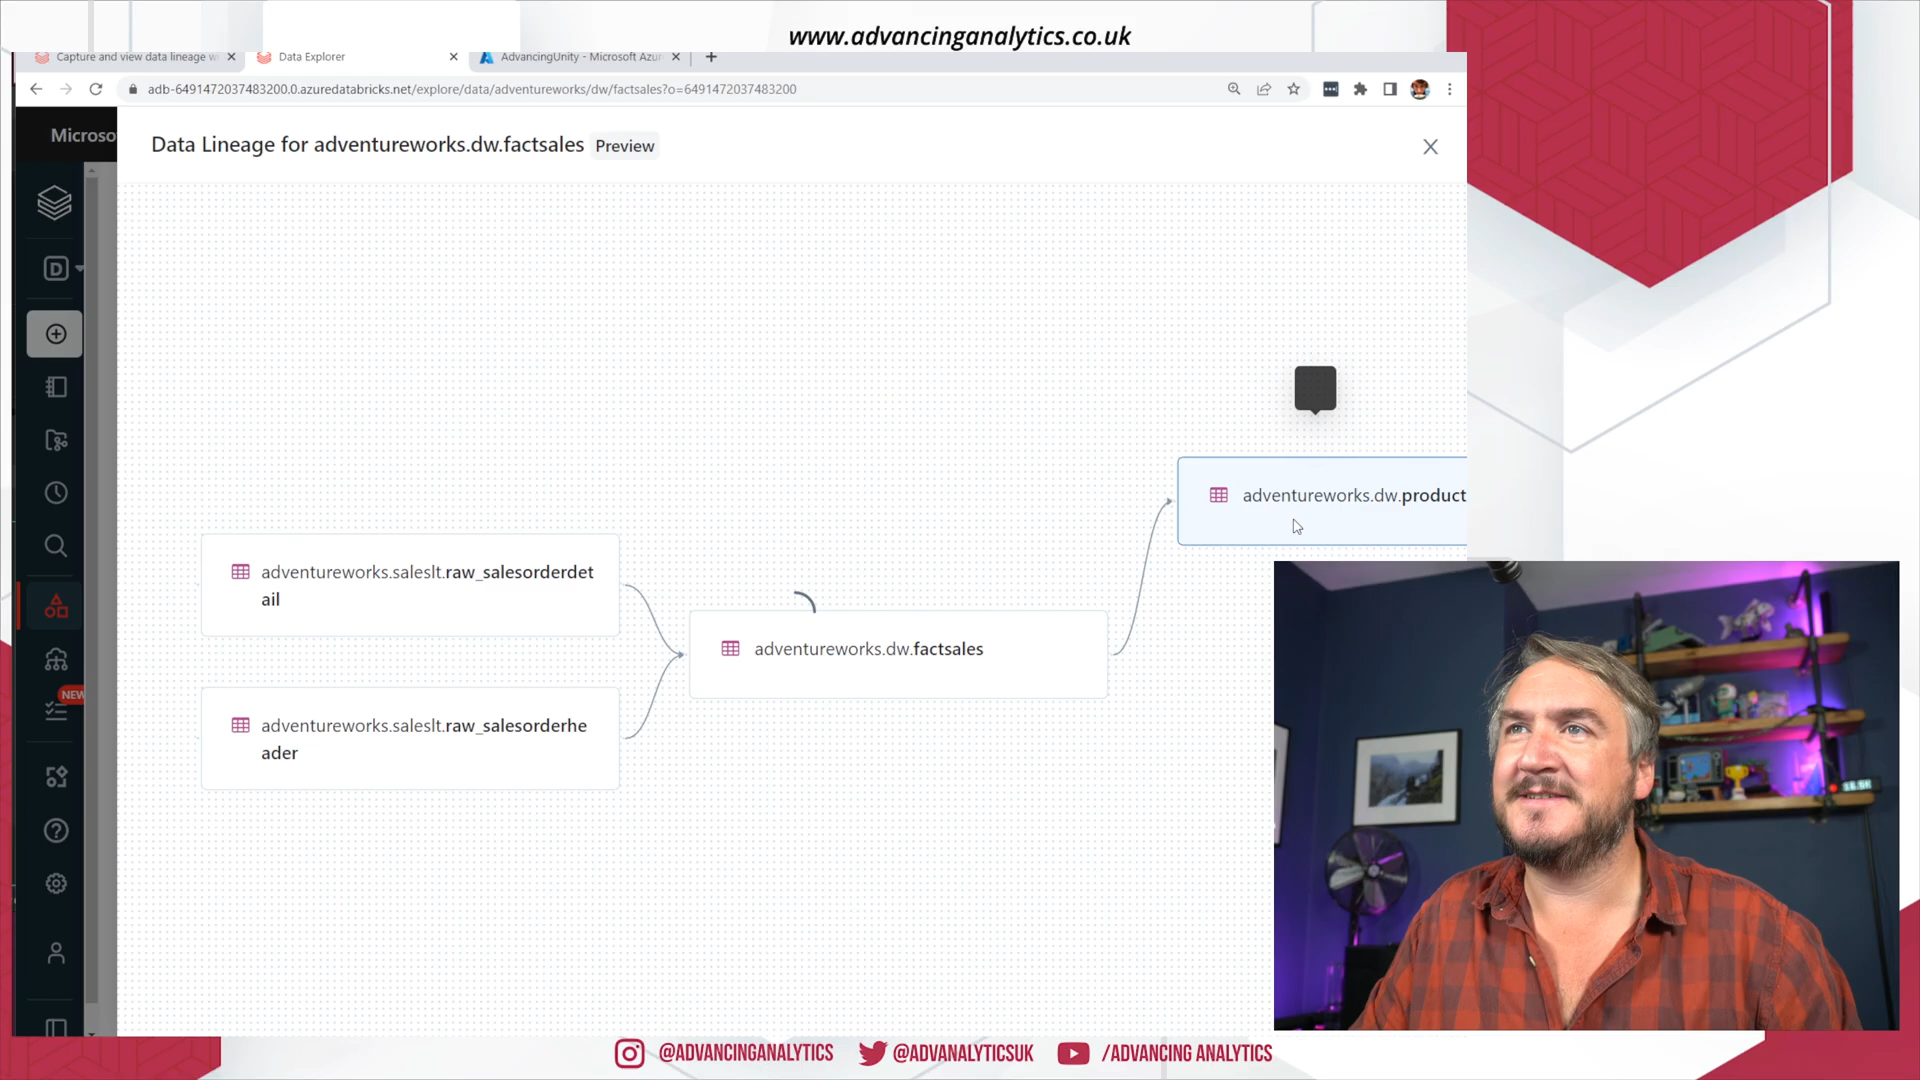 www.advancinganalytics.co.uk
Capture and view data lineage w
Data Explorer
AdvancingUnity - Microsoft Azur
adb-6491472037483200.0.azuredatabricks.net/explore/data/adventureworks/dw/factsales?o=6491472037483200
Microso
Data Lineage for adventureworks.dw.factsales
Preview
D
adventureworks.dw.product
adventureworks.saleslt.raw_salesorderdet
ail
adventureworks.dw.factsales
NEW
adventureworks.saleslt.raw_salesorderhe
ader
@ADVANCINGANALYTICS
@ADVANALYTICSUK
/ADVANCING ANALYTICS